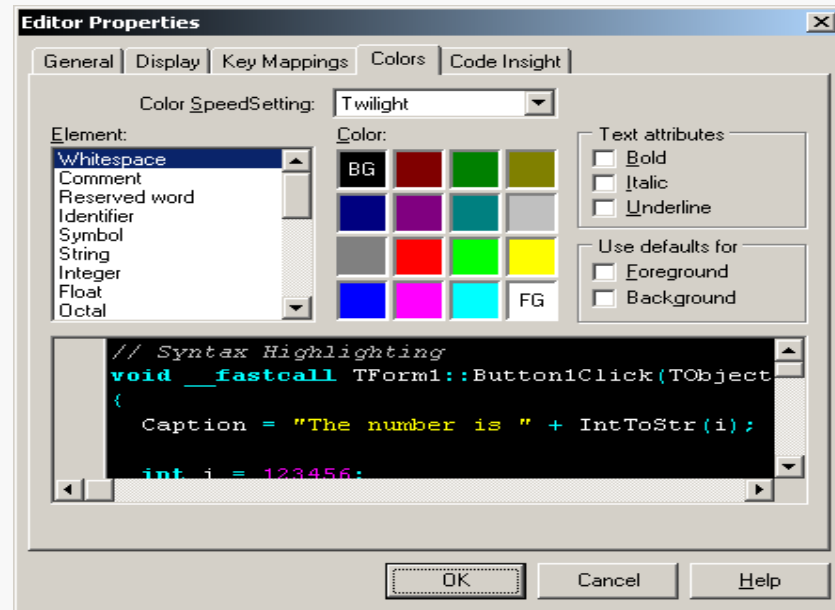 Editor Properties
General Display Key Mappings Colors Code Insight
Color SpeedSetting: Twilight
Element:
Whitespace
Comment
Reserved word
Identifier
Symbol
String
Integer
Float
Octal
Color:
BG
FG
Text attributes
Bold
Italic
Underline
Use defaults for
Foreground
Background
// Syntax Highlighting
void __fastcall TForm1::Button1Click(TObject
{
Caption = "The number is " + IntToStr(i);
int i = 123456;
OK Cancel Help